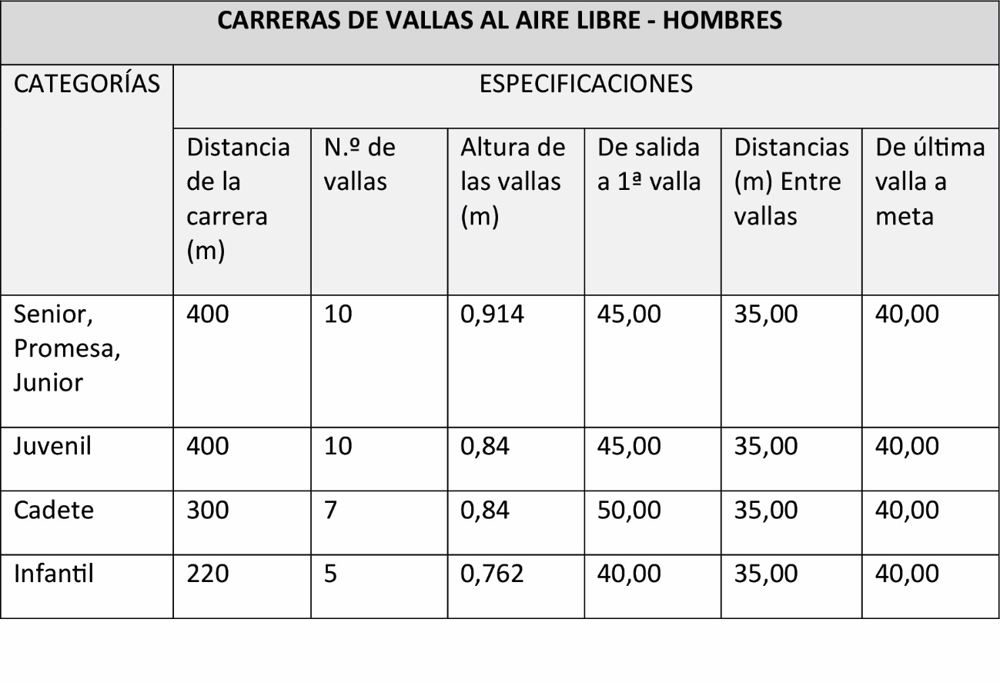 CARRERAS DE VALLAS AL AIRE LIBRE - HOMBRES
CATEGORÍAS
ESPECIFICACIONES
Distancia
de la
carrera
(m)
N.º de
vallas
Altura de
las vallas
(m)
De salida
a 1ª valla
Distancias
(m) Entre
vallas
De última
valla a
meta
Senior,
Promesa,
Junior
400
10
0,914
45,00
35,00
40,00
Juvenil
400
10
0,84
45,00
35,00
40,00
Cadete
300
7
0,84
50,00
35,00
40,00
Infantil
220
5
0,762
40,00
35,00
40,00